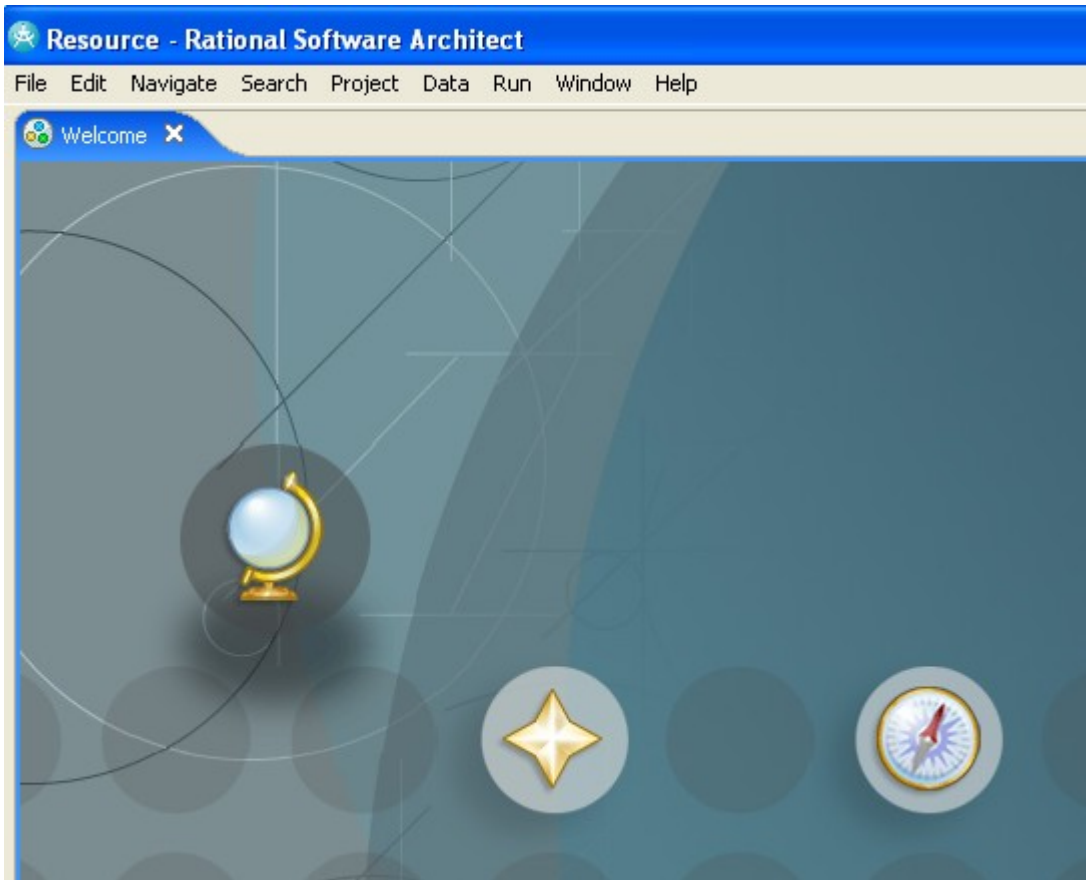 Resource - Rational Software Architect
File Edit Navigate Search Project Data Run Window Help
Welcome